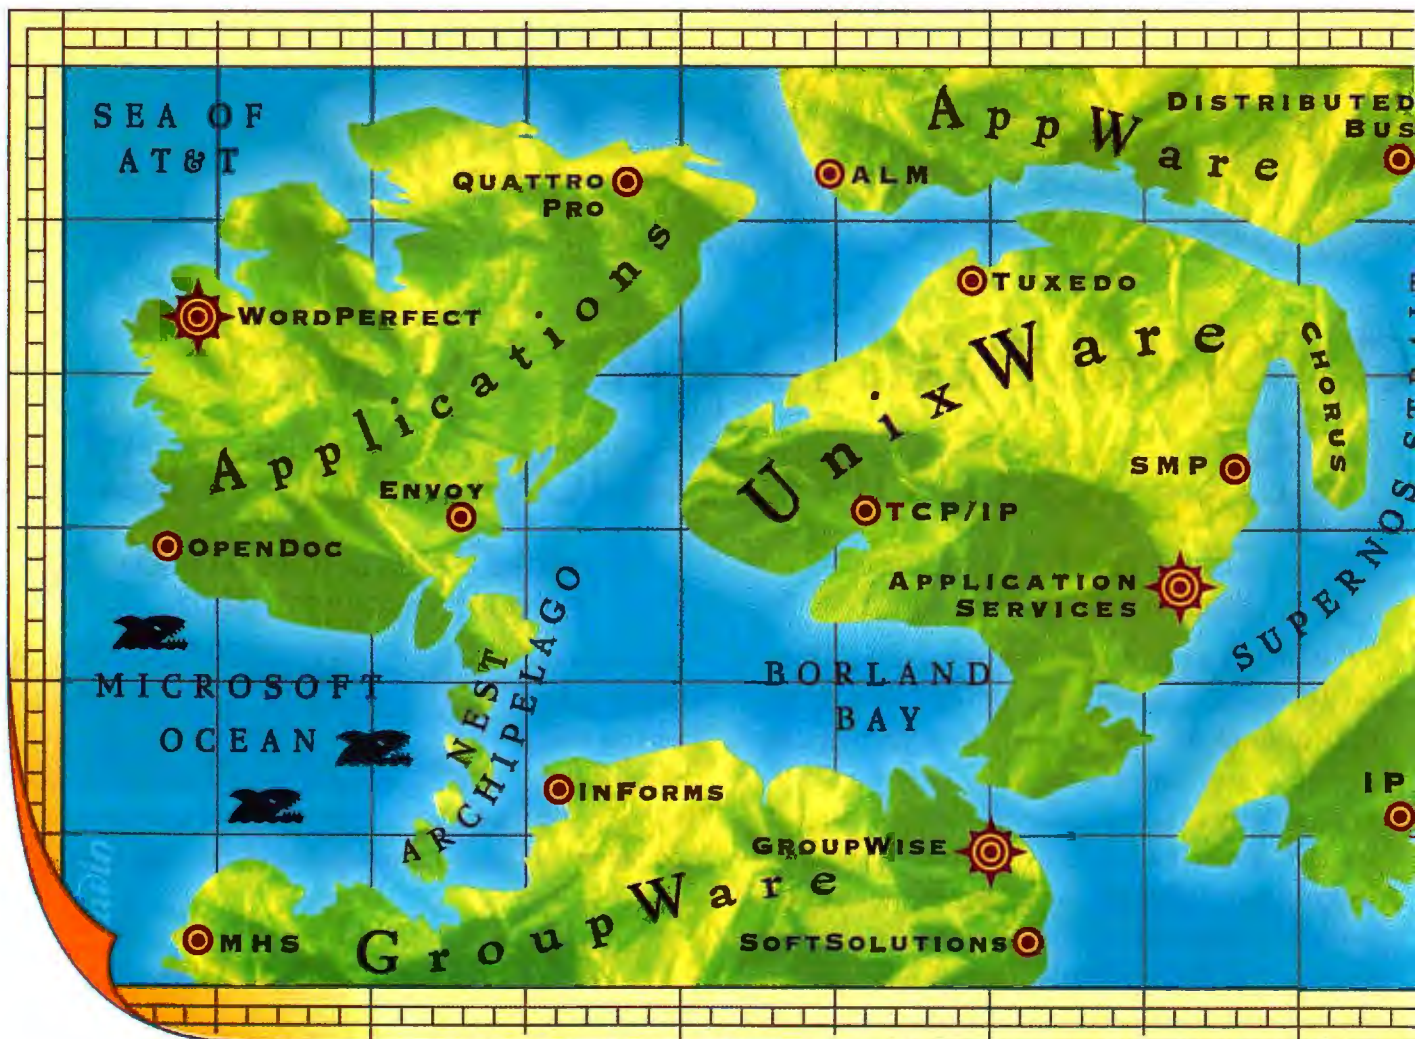 SEA OF
AT&T
AppWare
DISTRIBUTED
BUS
QUATTRO
PRO
ALM
TUXEDO
WORDPERFECT
Applications
UnixWare
CHORUS
SMP
ENVOY
TCP/IP
OPENDOC
APPLICATION
SERVICES
SUPERNOS
MICROSOFT
OCEAN
NEST
ARCHIPELAGO
BORLAND
BAY
INFORMS
IP
GROUPWISE
GroupWare
MHS
SOFTSOLUTIONS